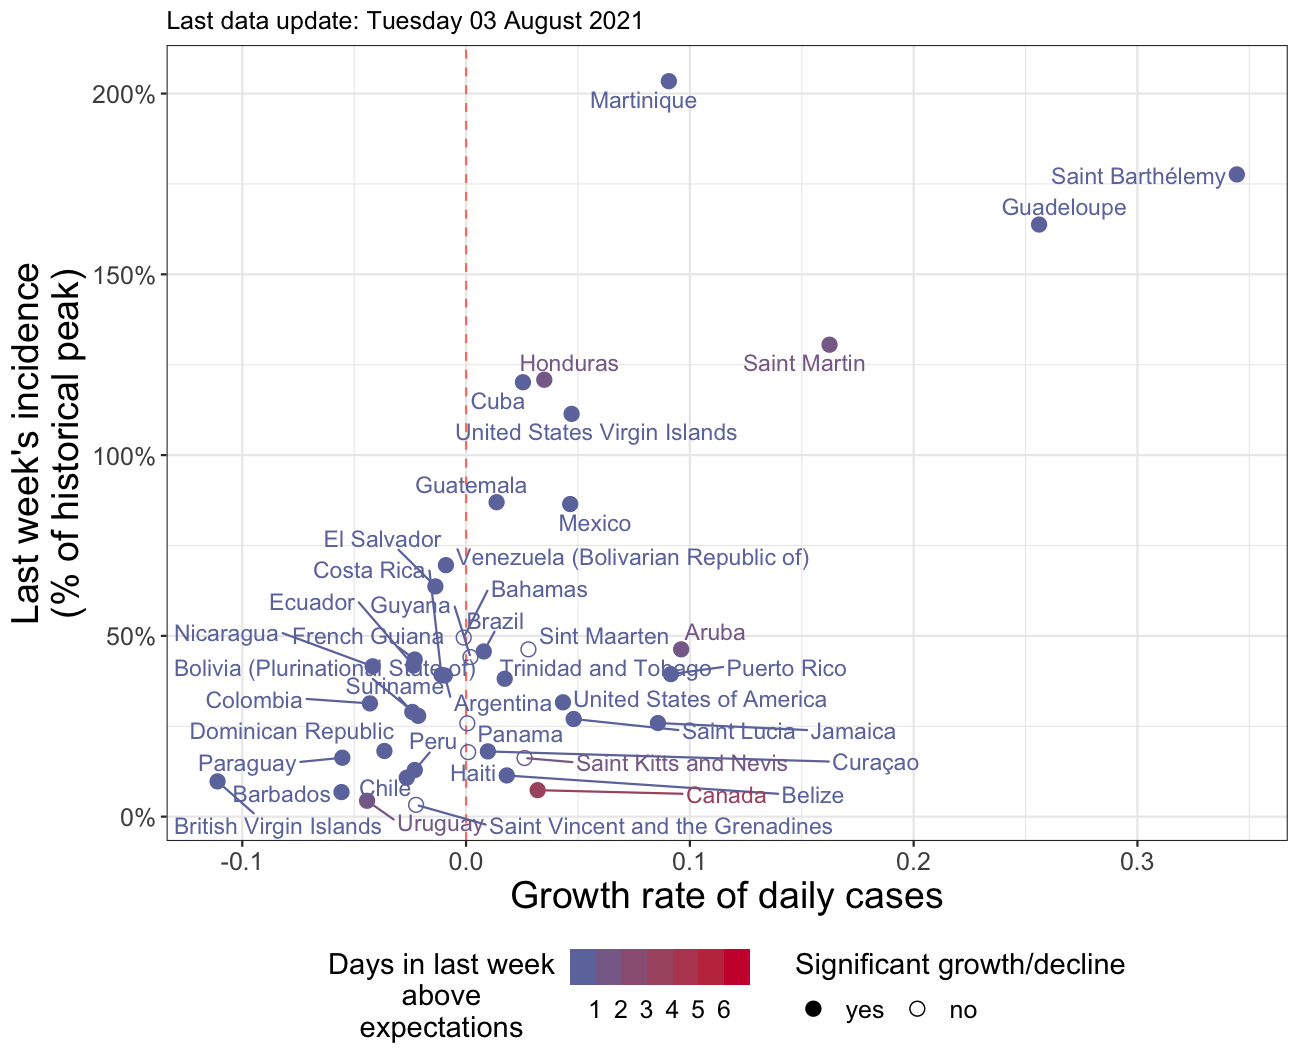 Last data update: Tuesday 03 August 2021
Last week's incidence
(% of historical peak)
200%
150%
100%
50%
0%
Martinique
Saint Barthélemy
Guadeloupe
Honduras
Saint Martin
Cuba
United States Virgin Islands
Guatemala
Mexico
El Salvador
Venezuela (Bolivarian Republic of)
Costa Rica
Bahamas
Ecuador
Guyana
Brazil
Nicaragua
French Guiana
Sint Maarten
Aruba
Bolivia (Plurinational State of)
Trinidad and Tobago
Puerto Rico
Suriname
Colombia
Argentina
United States of America
Dominican Republic
Panama
Saint Lucia
Jamaica
Peru
Paraguay
Haiti
Saint Kitts and Nevis
Curaçao
Barbados
Chile
Canada
Belize
British Virgin Islands
Uruguay
Saint Vincent and the Grenadines
-0.1
0.0
0.1
0.2
0.3
Growth rate of daily cases
Days in last week
above
expectations
1 2 3 4 5 6
Significant growth/decline
yes
no